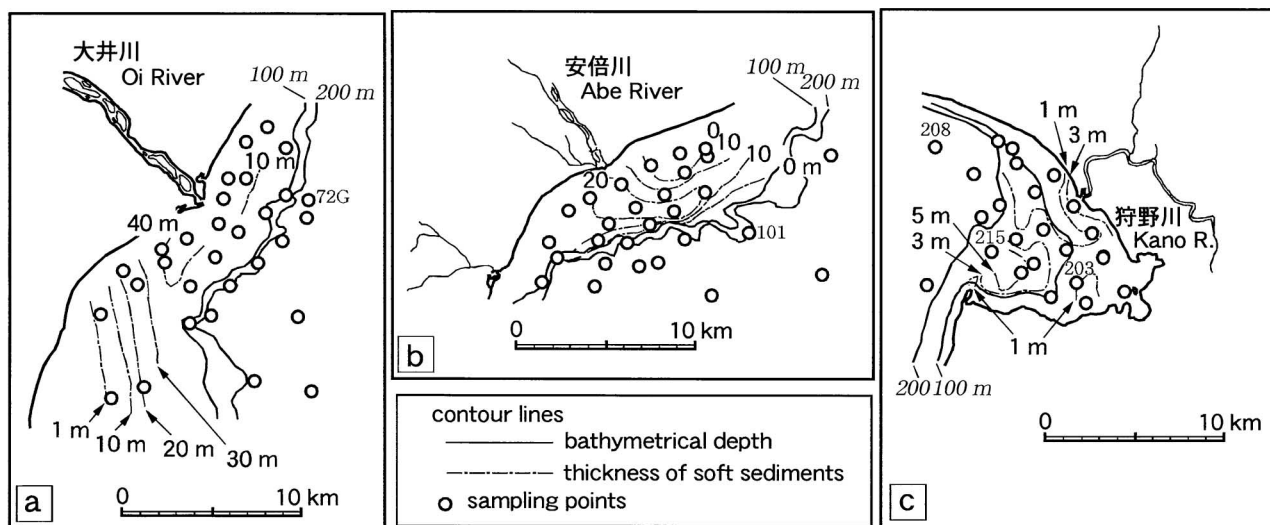 大井川
Oi River
100 m
200 m
10 m
72G
40 m
1 m
10 m
20 m
30 m
0
10 km
a
安倍川
Abe River
100 m
200 m
0
10
10
0 m
20
101
0
10 km
b
contour lines
bathymetrical depth
thickness of soft sediments
sampling points
208
1 m
3 m
狩野川
Kano R.
5 m
3 m
215
203
1 m
200
100 m
0
10 km
c